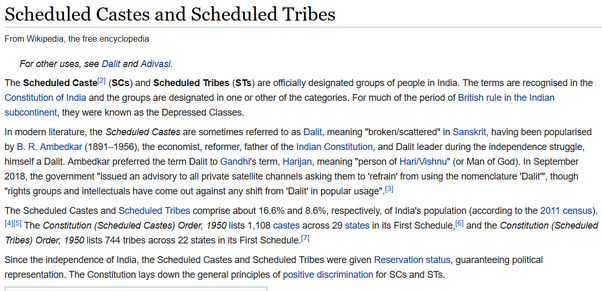 Scheduled Castes and Scheduled Tribes
From Wikipedia, the free encyclopedia
For other uses, see Dalit and Adivasi.
The Scheduled Caste[2] (SCs) and Scheduled Tribes (STs) are officially designated groups of people in India. The terms are recognised in the
Constitution of India and the groups are designated in one or other of the categories. For much of the period of British rule in the Indian
subcontinent, they were known as the Depressed Classes.
In modern literature, the Scheduled Castes are sometimes referred to as Dalit, meaning "broken/scattered" in Sanskrit, having been popularised
by B. R. Ambedkar (1891–1956), the economist, reformer, father of the Indian Constitution, and Dalit leader during the independence struggle,
himself a Dalit. Ambedkar preferred the term Dalit to Gandhi's term, Harijan, meaning "person of Hari/Vishnu" (or Man of God). In September
2018, the government "issued an advisory to all private satellite channels asking them to 'refrain' from using the nomenclature 'Dalit'", though
"rights groups and intellectuals have come out against any shift from 'Dalit' in popular usage".[3]
The Scheduled Castes and Scheduled Tribes comprise about 16.6% and 8.6%, respectively, of India's population (according to the 2011 census).
[4][5] The Constitution (Scheduled Castes) Order, 1950 lists 1,108 castes across 29 states in its First Schedule,[6] and the Constitution (Scheduled
Tribes) Order, 1950 lists 744 tribes across 22 states in its First Schedule.[7]
Since the independence of India, the Scheduled Castes and Scheduled Tribes were given Reservation status, guaranteeing political
representation. The Constitution lays down the general principles of positive discrimination for SCs and STs.